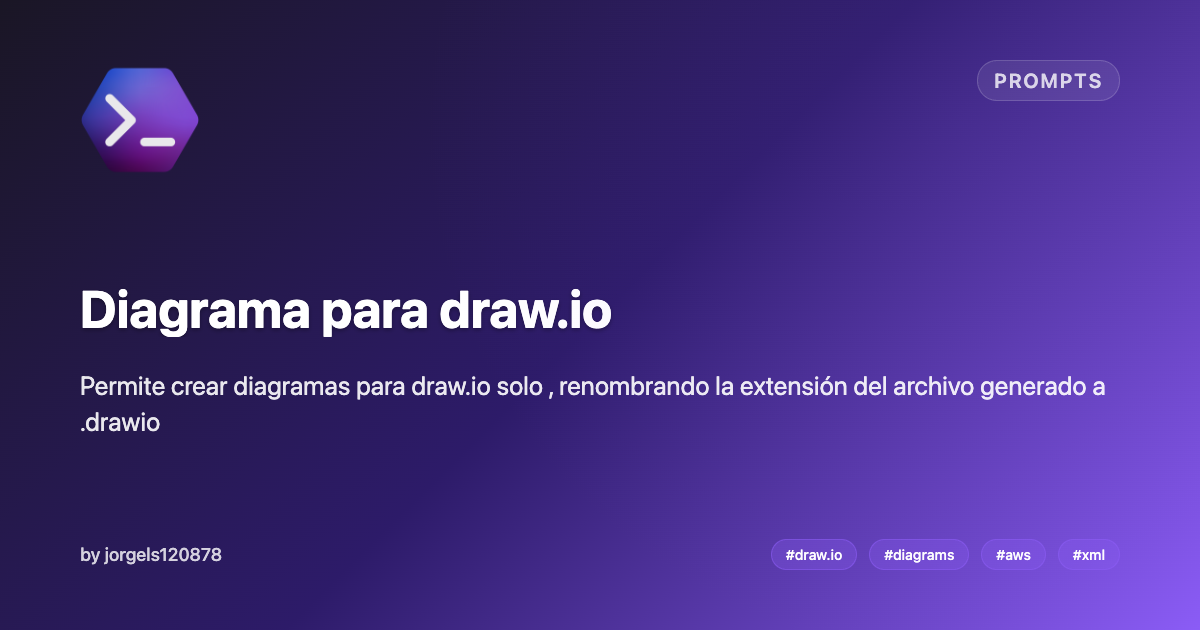 PROMPTS
Diagrama para draw.io
Permite crear diagramas para draw.io solo , renombrando la extensión del archivo generado a
.drawio
by jorgels120878
#draw.io #diagrams #aws #xml